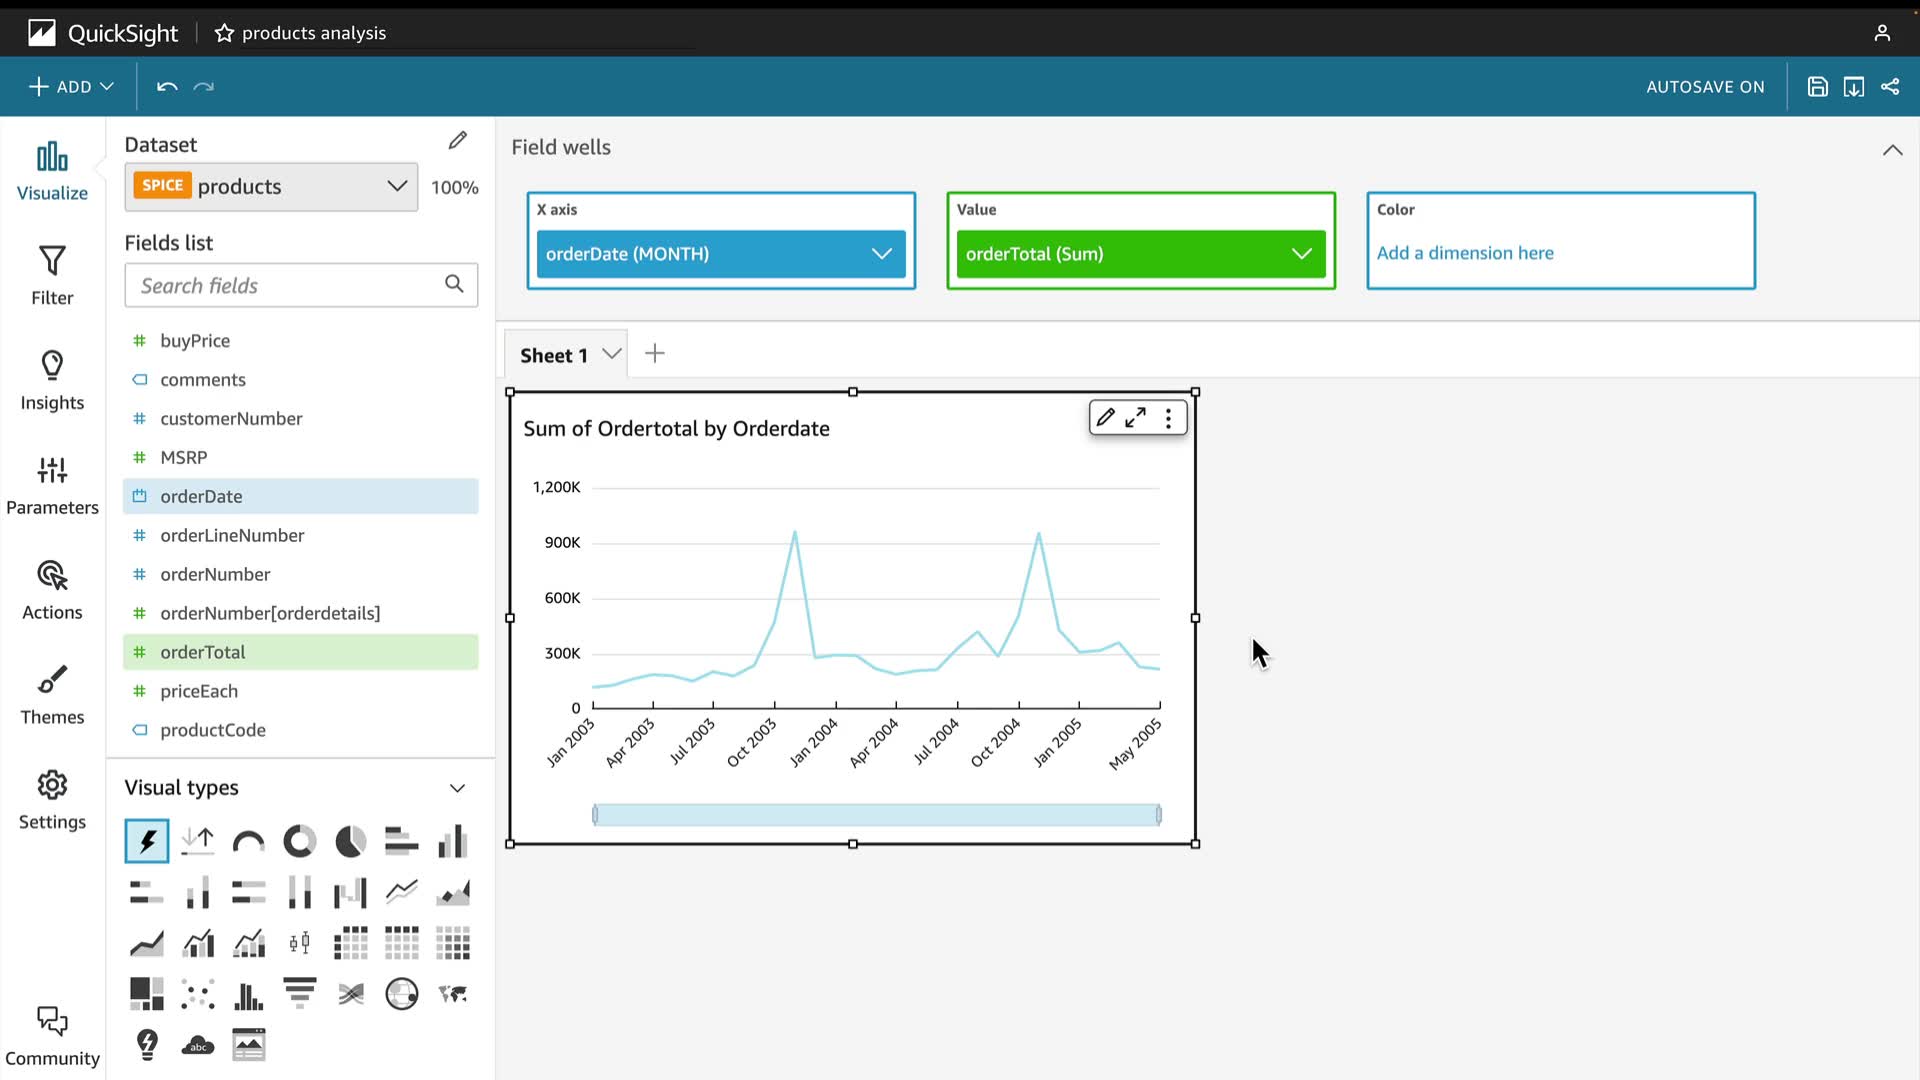 QuickSight
products analysis
ADD
AUTOSAVE ON
Visualize
Filter
Insights
Parameters
Actions
Themes
Settings
Community
Dataset
SPICE products
100%
Fields list
Search fields
buyPrice
comments
customerNumber
MSRP
orderDate
orderLineNumber
orderNumber
orderNumber[orderdetails]
orderTotal
priceEach
productCode
Visual types
abc
Field wells
X axis
orderDate (MONTH)
Value
orderTotal (Sum)
Color
Add a dimension here
Sheet 1
Sum of Ordertotal by Orderdate
1,200K
900K
600K
300K
0
Jan 2003
Apr 2003
Jul 2003
Oct 2003
Jan 2004
Apr 2004
Jul 2004
Oct 2004
Jan 2005
May 2005